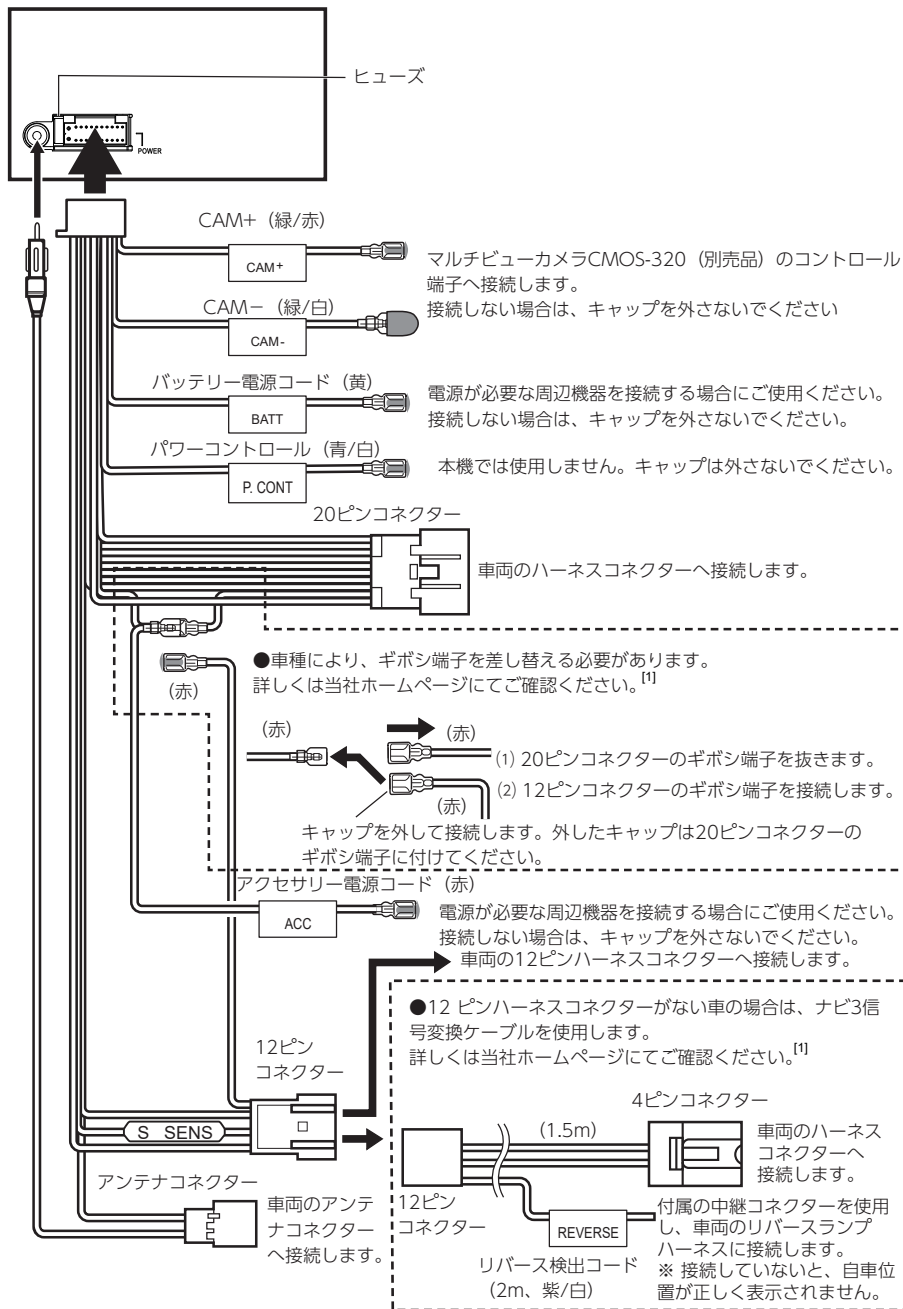 ヒューズ
POWER
CAM+（緑/赤）
CAM+
マルチビューカメラCMOS-320（別売品）のコントロール
端子へ接続します。
接続しない場合は、キャップを外さないでください
CAM－（緑/白）
CAM-
バッテリー電源コード（黄）
BATT
電源が必要な周辺機器を接続する場合にご使用ください。
接続しない場合は、キャップを外さないでください。
パワーコントロール（青/白）
P. CONT
本機では使用しません。キャップは外さないでください。
20ピンコネクター
車両のハーネスコネクターへ接続します。
●車種により、ギボシ端子を差し替える必要があります。
詳しくは当社ホームページにてご確認ください。[1]
(赤)
(赤)
(赤)
(1) 20ピンコネクターのギボシ端子を抜きます。
(2) 12ピンコネクターのギボシ端子を接続します。
(赤)
キャップを外して接続します。外したキャップは20ピンコネクターの
ギボシ端子に付けてください。
アクセサリー電源コード（赤）
ACC
電源が必要な周辺機器を接続する場合にご使用ください。
接続しない場合は、キャップを外さないでください。
車両の12ピンハーネスコネクターへ接続します。
●12 ピンハーネスコネクターがない車の場合は、ナビ3信
号変換ケーブルを使用します。
詳しくは当社ホームページにてご確認ください。[1]
12ピン
コネクター
S SENS
4ピンコネクター
(1.5m)
車両のハーネス
コネクターへ
接続します。
アンテナコネクター
車両のアンテ
ナコネクター
へ接続します。
12ピン
コネクター
REVERSE
リバース検出コード
（2m、紫/白）
付属の中継コネクターを使用
し、車両のリバースランプ
ハーネスに接続します。
※ 接続していないと、自車位
置が正しく表示されません。